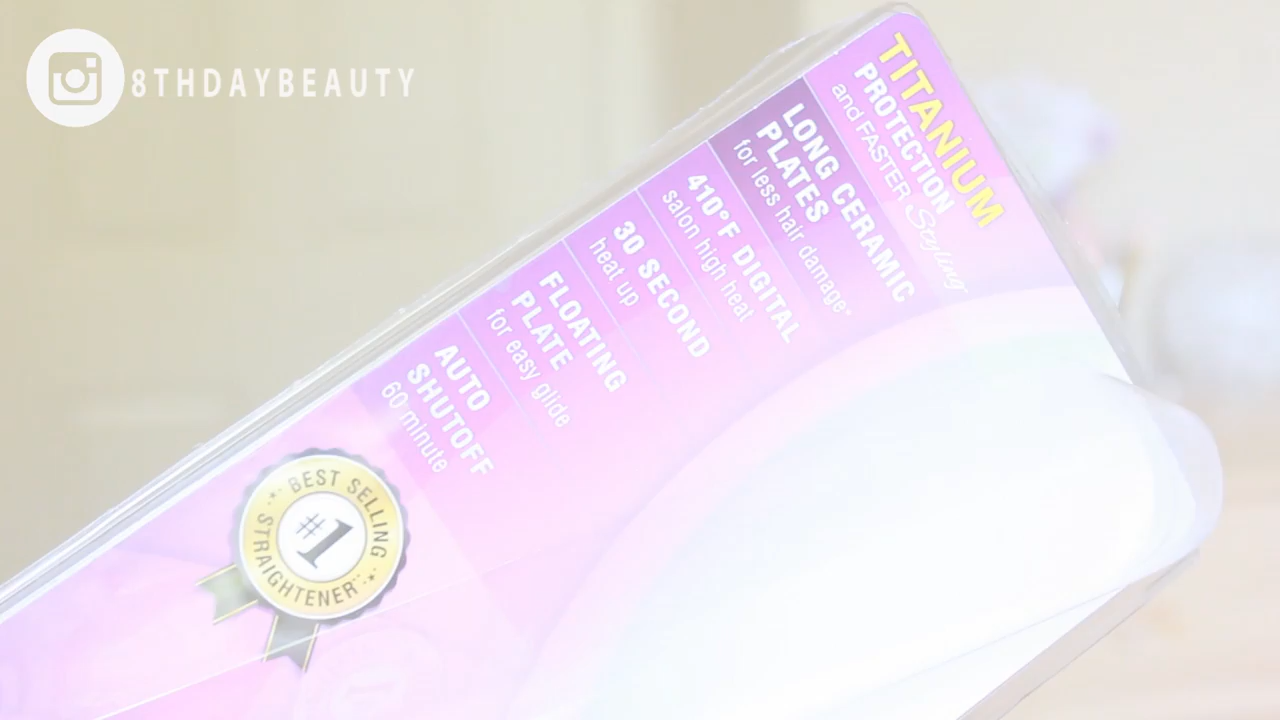 8THDAYBEAUTY
TITANIUM
PROTECTION
and FASTER Styling
LONG CERAMIC
PLATES
for less hair damage*
410°F DIGITAL
salon high heat
30 SECOND
heat up
FLOATING
PLATE
for easy glide
AUTO
SHUTOFF
60 minute
BEST SELLING
#1
STRAIGHTENER**